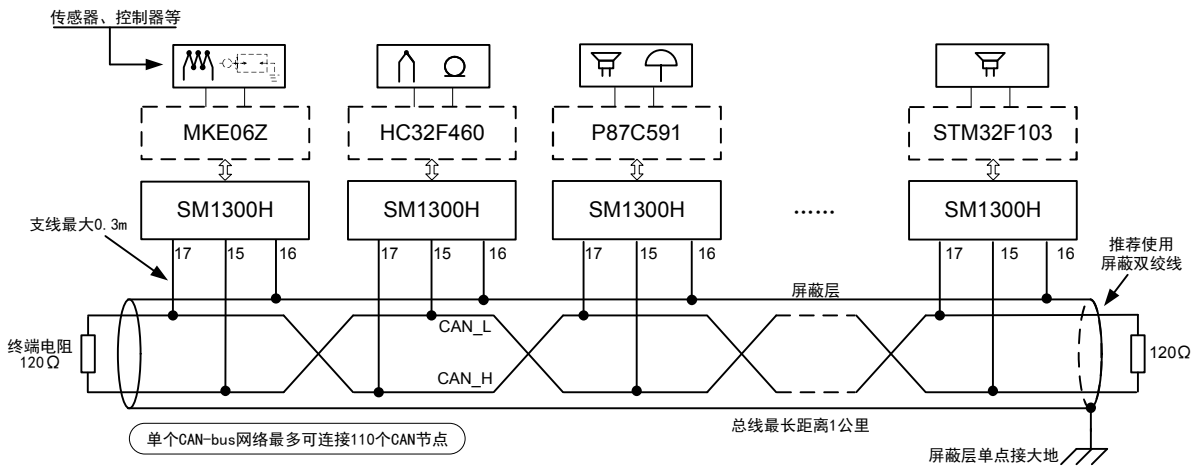 传感器、控制器等
MKE06Z
HC32F460
P87C591
STM32F103
SM1300H
SM1300H
SM1300H
……
SM1300H
支线最大0.3m
17 15 16
17 15 16
17 15 16
17 15 16
推荐使用
屏蔽双绞线
屏蔽层
CAN_L
终端电阻
120Ω
120Ω
CAN_H
总线最长距离1公里
单个CAN-bus网络最多可连接110个CAN节点
屏蔽层单点接大地